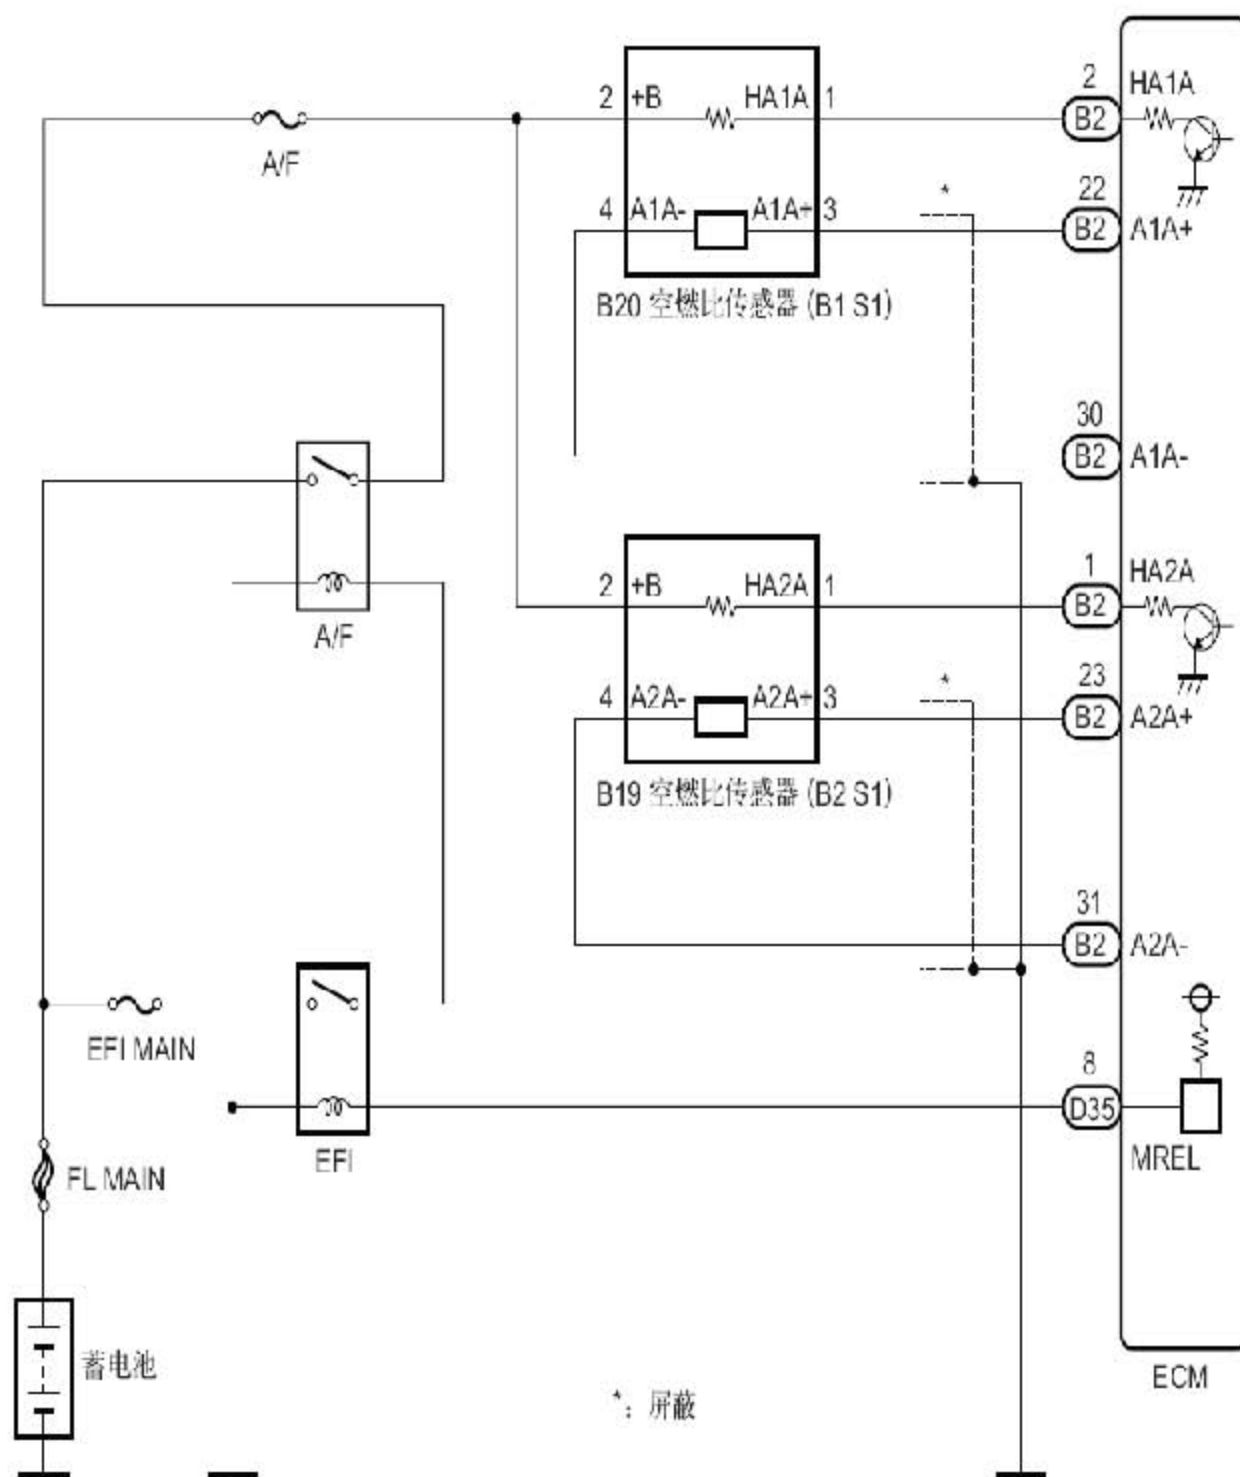 2 +B HA1A 1
2 HA1A
B2
A/F
*
22
4 A1A- A1A+ 3
B2 A1A+
B20 空燃比传感器 (B1 S1)
30
B2 A1A-
1 HA2A
2 +B HA2A 1
B2
A/F
*
23
4 A2A- A2A+ 3
B2 A2A+
B19 空燃比传感器 (B2 S1)
31
B2 A2A-
EFI MAIN
8
D35
EFI
MREL
FL MAIN
蓄电池
ECM
*: 屏蔽